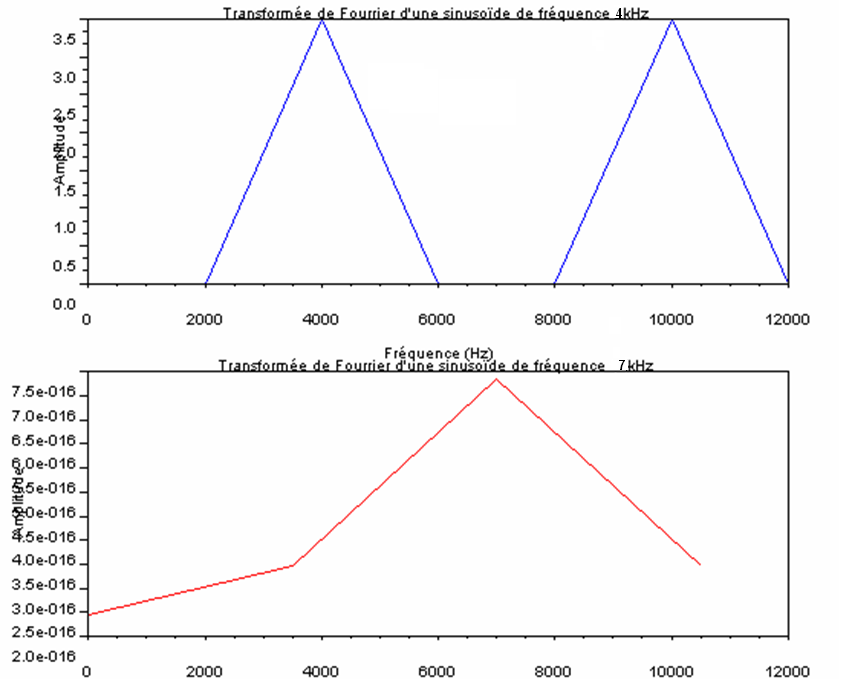 Transformée de Fourrier d'une sinusoïde de fréquence 4kHz
3.5
3.0
2.5
Amplitude
2.0
1.5
1.0
0.5
0.0
0 2000 4000 6000 8000 10000 12000
Fréquence (Hz)
Transformée de Fourrier d'une sinusoïde de fréquence 7kHz
7.5e-016
7.0e-016
6.5e-016
6.0e-016
Amplitude
5.5e-016
5.0e-016
4.5e-016
4.0e-016
3.5e-016
3.0e-016
2.5e-016
2.0e-016
0 2000 4000 6000 8000 10000 12000